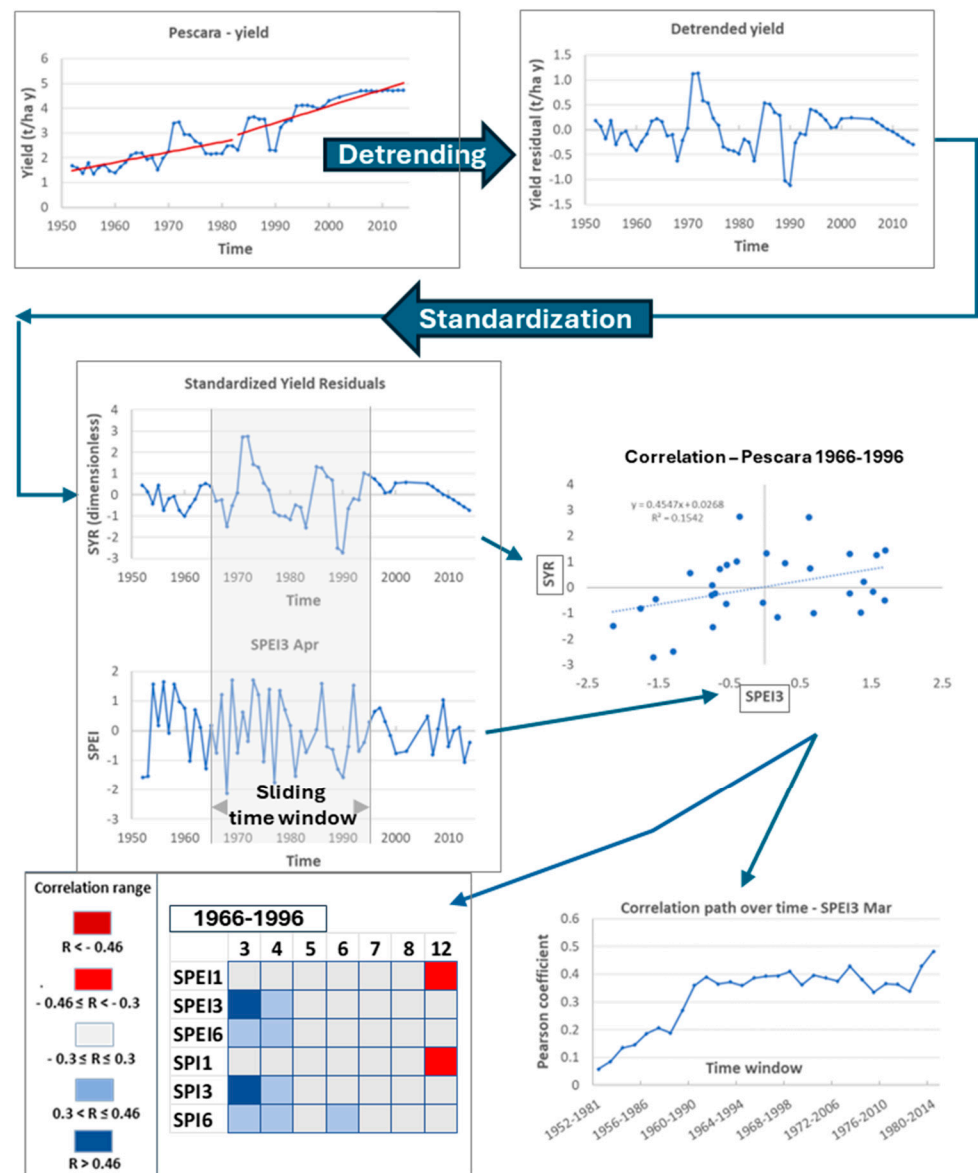 Pescara - yield
Yield (t/ha y)
6
5
4
3
2
1
0
1950 1960 1970 1980 1990 2000 2010
Time
Detrending
Detrended yield
Yield residual (t/ha y)
1.5
1.0
0.5
0.0
-0.5
-1.0
-1.5
1950 1960 1970 1980 1990 2000 2010
Time
Standardization
Standardized Yield Residuals
SYR (dimensionless)
4
3
2
1
0
-1
-2
-3
1950 1960 1970 1980 1990 2000 2010
Time
SPEI3 Apr
SPEI
2
1
0
-1
-2
-3
Sliding
time window
1950 1960 1970 1980 1990 2000 2010
Time
Correlation – Pescara 1966-1996
y = 0.4547x + 0.0268
R² = 0.1542
SYR
4
3
2
1
0
-1
-2
-3
-2.5 -1.5 -0.5 0.5 1.5 2.5
SPEI3
Correlation range
R < - 0.46
- 0.46 ≤ R < - 0.3
- 0.3 ≤ R ≤ 0.3
0.3 < R ≤ 0.46
R > 0.46
1966-1996
3 4 5 6 7 8 12
SPEI1
SPEI3
SPEI6
SPI1
SPI3
SPI6
Correlation path over time - SPEI3 Mar
Pearson coefficient
0.6
0.5
0.4
0.3
0.2
0.1
0
Time window
1952-1981 1956-1986 1960-1990 1964-1994 1968-1998 1972-2006 1976-2010 1980-2014